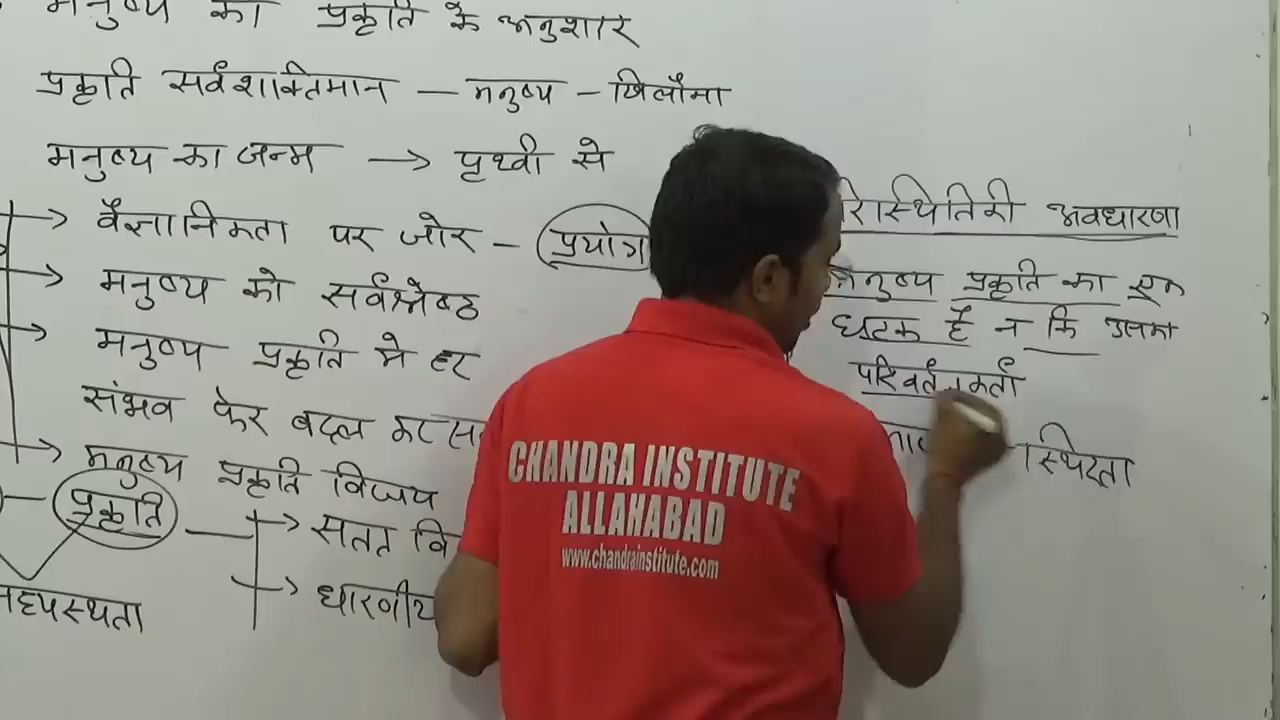 मनुष्य का प्रकृति के अनुशार
प्रकृति सर्वशक्तिमान – मनुष्य – खिलौना
मनुष्य का जन्म → पृथ्वी से
→ वैज्ञानिकता पर जोर – प्रयोग
→ मनुष्य को सर्वश्रेष्ठ
→ मनुष्य प्रकृति मे हर
संभव फेर बदल कर
→ मनुष्य प्रकृति विजय
प्रकृति
→ सतत
→
अवधारणा
मनुष्य प्रकृति का एक
घटक है न कि उसका
परिवर्तनकर्ता
स्थिरता
CHANDRA INSTITUTE
ALLAHABAD
www.chandrainstitute.com